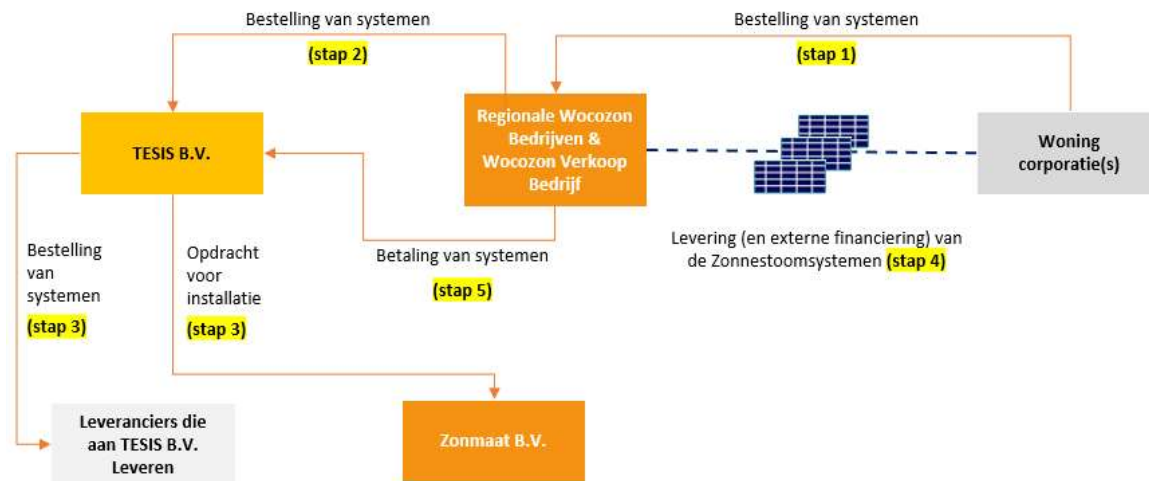 Bestelling van systemen
(stap 2)
Bestelling van systemen
(stap 1)
TESIS B.V.
Regionale Wocozon
Bedrijven &
Wocozon Verkoop
Bedrijf
Woning
corporatie(s)
Bestelling
van
systemen
(stap 3)
Opdracht
voor
installatie
(stap 3)
Betaling van systemen
(stap 5)
Levering (en externe financiering) van
de Zonnestoomsystemen (stap 4)
Leveranciers die
aan TESIS B.V.
Leveren
Zonmaat B.V.